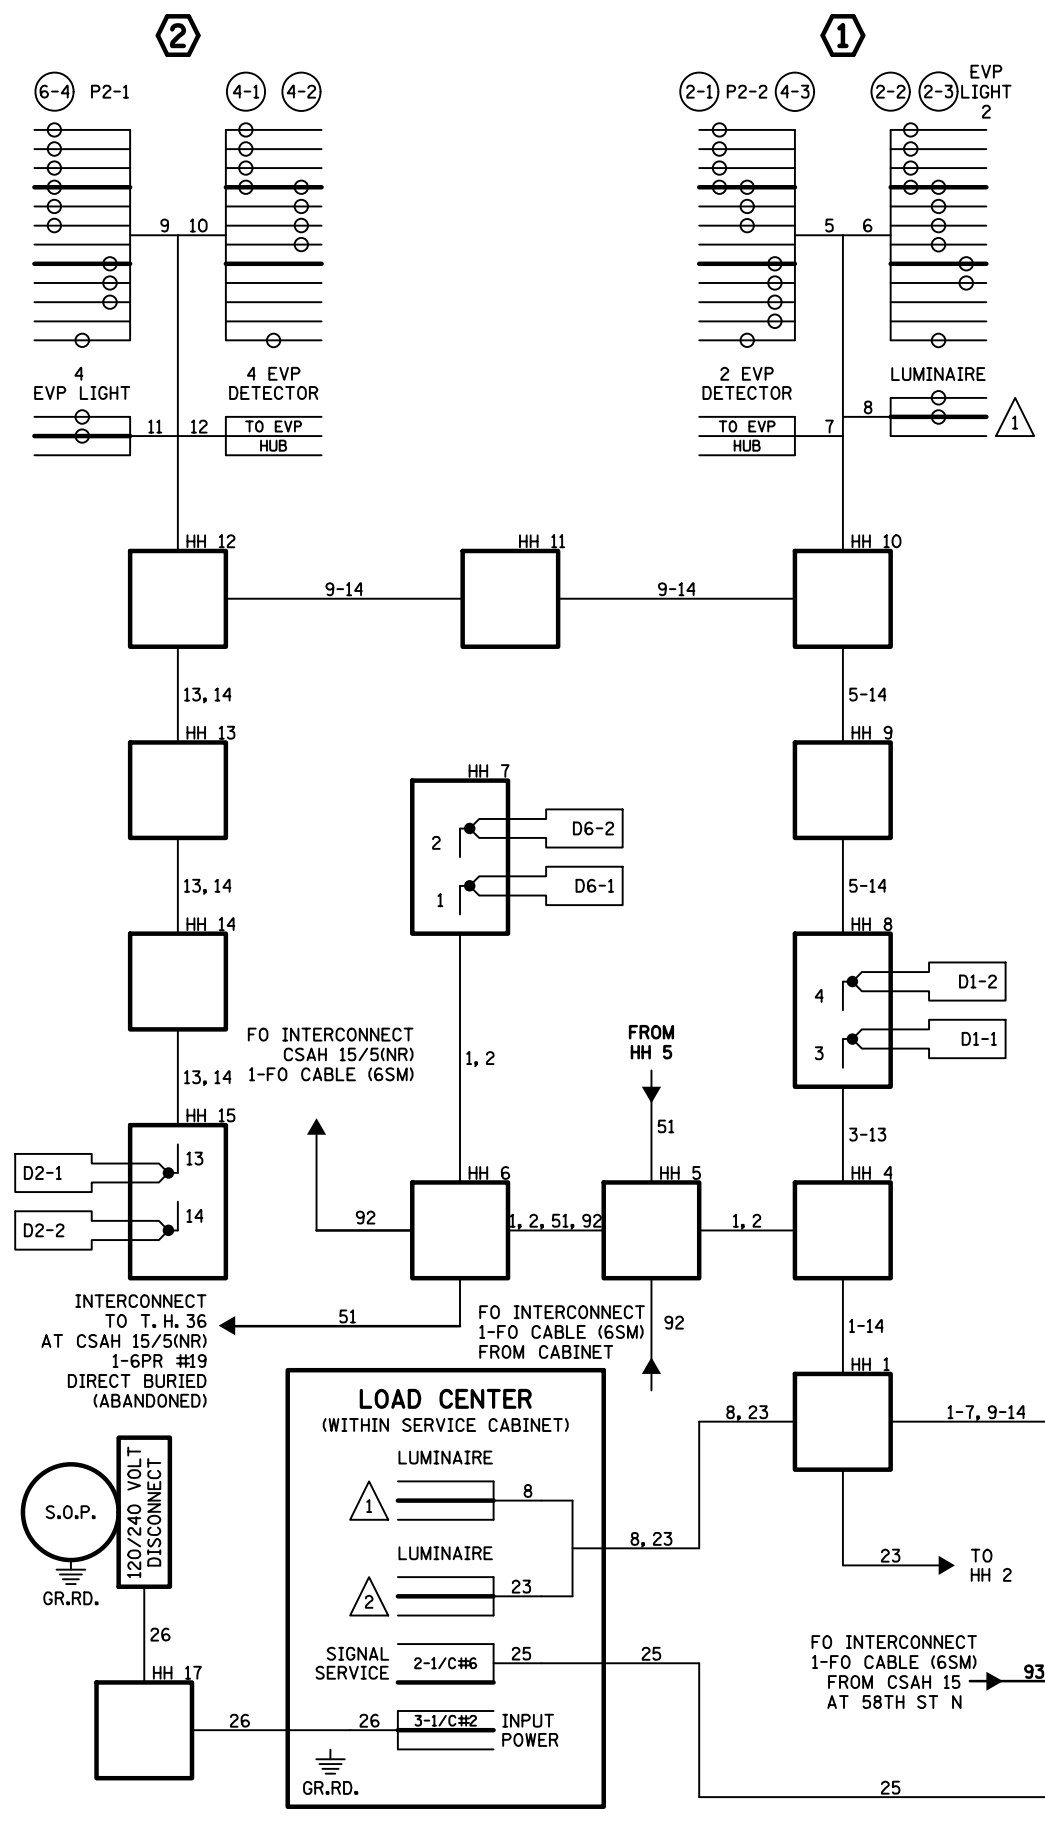 2
1
6-4 P2-1
4-1 4-2
2-1 P2-2 4-3
2-2 2-3
EVP
LIGHT
2
9 10
5 6
4
EVP LIGHT
4 EVP
DETECTOR
2 EVP
DETECTOR
LUMINAIRE
11 12
TO EVP
HUB
TO EVP
HUB
7
8
1
HH 12
HH 11
HH 10
9-14
9-14
13,14
5-14
HH 13
HH 9
HH 7
2
D6-2
1
D6-1
13,14
5-14
HH 14
HH 8
4
D1-2
3
D1-1
FO INTERCONNECT
CSAH 15/5(NR)
1-FO CABLE (6SM)
1,2
FROM
HH 5
13,14
51
3-13
HH 15
D2-1
13
D2-2
14
HH 6
HH 5
HH 4
92
1,2,51,92
1,2
INTERCONNECT
TO T.H.36
AT CSAH 15/5(NR)
1-6PR #19
DIRECT BURIED
(ABANDONED)
51
FO INTERCONNECT
1-FO CABLE (6SM)
FROM CABINET
92
1-14
HH 1
LOAD CENTER
(WITHIN SERVICE CABINET)
LUMINAIRE
1
8
LUMINAIRE
2
23
8,23
8,23
1-7,9-14
SIGNAL
SERVICE
2-1/C#6
25
25
3-1/C#2
INPUT
POWER
26
26
GR.RD.
S.O.P.
120/240 VOLT
DISCONNECT
GR.RD.
26
HH 17
23
TO
HH 2
FO INTERCONNECT
1-FO CABLE (6SM)
FROM CSAH 15
AT 58TH ST N
93
25